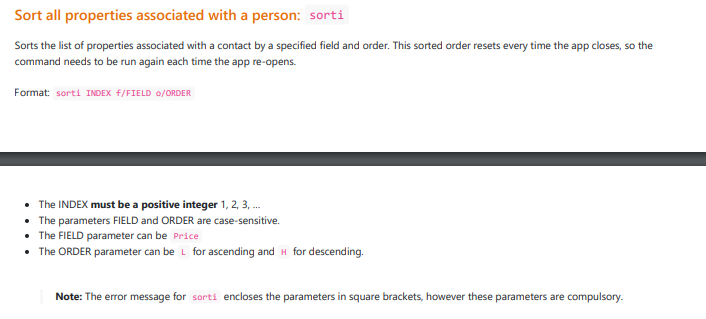 Sort all properties associated with a person: sorti
Sorts the list of properties associated with a contact by a specified field and order. This sorted order resets every time the app closes, so the
command needs to be run again each time the app re-opens.
Format: sorti INDEX f/FIELD o/ORDER
• The INDEX must be a positive integer 1, 2, 3, ...
• The parameters FIELD and ORDER are case-sensitive.
• The FIELD parameter can be Price
• The ORDER parameter can be L for ascending and H for descending.
Note: The error message for sorti encloses the parameters in square brackets, however these parameters are compulsory.